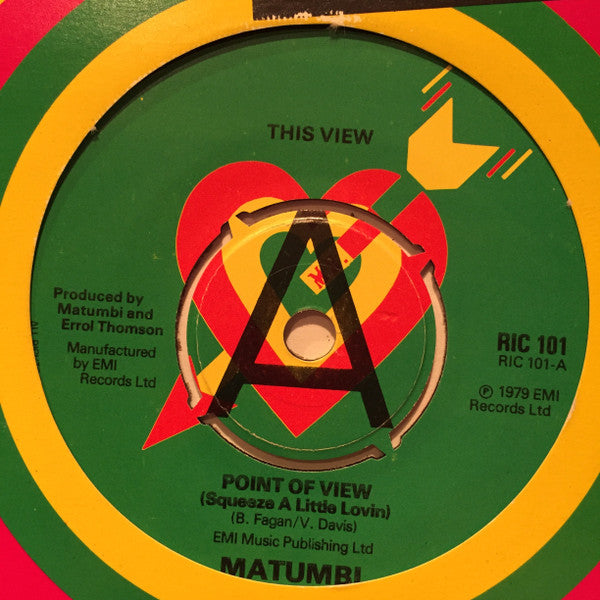 THIS VIEW
A
Produced by
Matumbi and
Errol Thomson
Manufactured
by EMI
Records Ltd
RIC 101
RIC 101-A
℗ 1979 EMI
Records Ltd
POINT OF VIEW
(Squeeze A Little Lovin)
(B. Fagan/V. Davis)
EMI Music Publishing Ltd
MATUMBI